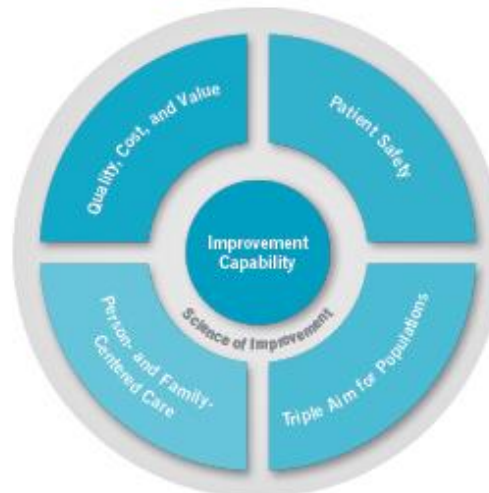 Quality, Cost, and Value
Patient Safety
Improvement
Capability
Science of Improvement
Person- and Family-
Centered Care
Triple Aim for Populations